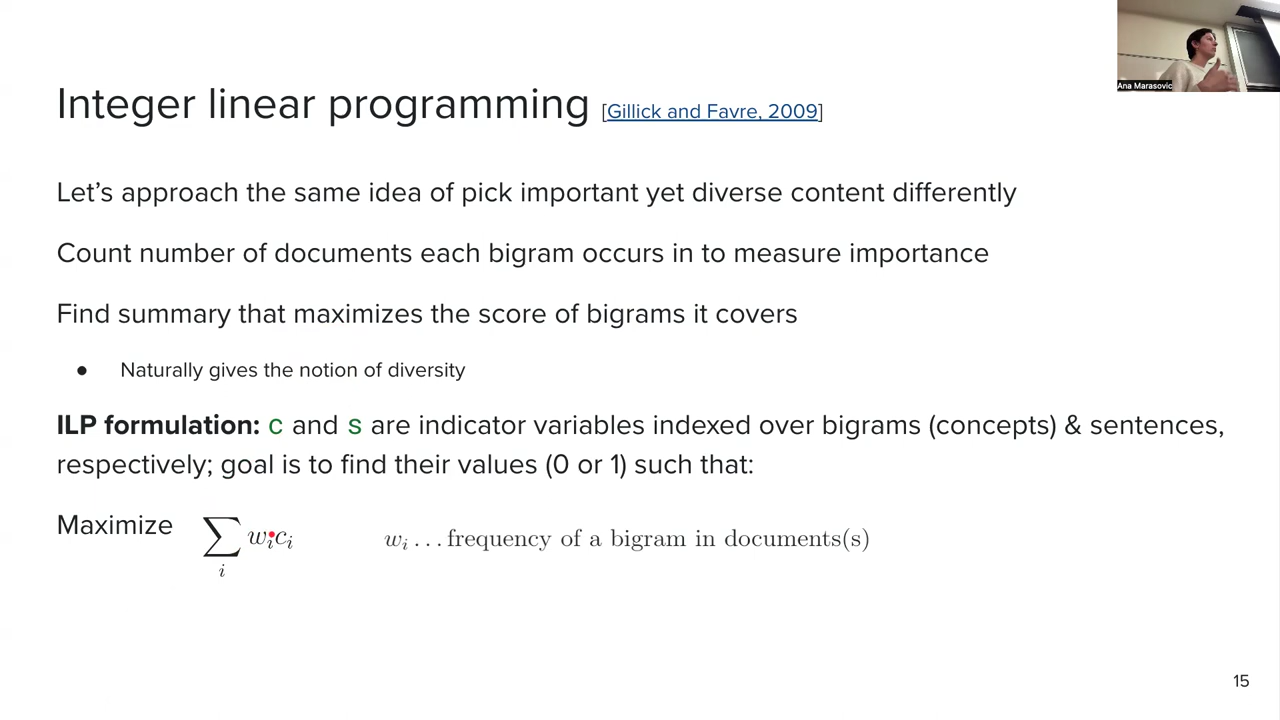 Ana Marasovic
Integer linear programming [Gillick and Favre, 2009]
Let's approach the same idea of pick important yet diverse content differently
Count number of documents each bigram occurs in to measure importance
Find summary that maximizes the score of bigrams it covers
● Naturally gives the notion of diversity
ILP formulation: c and s are indicator variables indexed over bigrams (concepts) & sentences,
respectively; goal is to find their values (0 or 1) such that:
Maximize ∑_i w_i c_i w_i ... frequency of a bigram in documents(s)
15